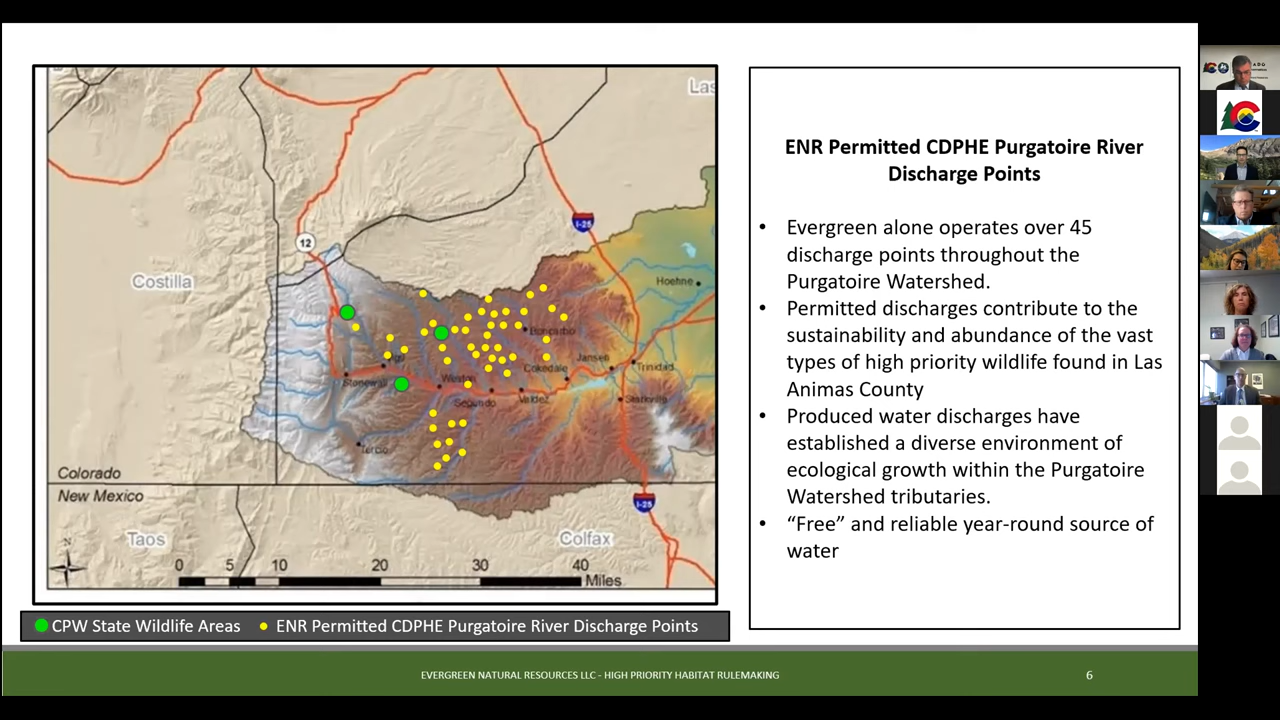 Las
I-25
12
Costilla
Hoehne
Boncarbo
Jansen
Cokedale
Trinidad
Stonewall
Weston
Segundo
Valdez
Starkville
Tercio
Colorado
New Mexico
I-25
Taos
Colfax
N
0 5 10 20 30 40
Miles
CPW State Wildlife Areas
ENR Permitted CDPHE Purgatoire River Discharge Points
ENR Permitted CDPHE Purgatoire River
Discharge Points
• Evergreen alone operates over 45
discharge points throughout the
Purgatoire Watershed.
• Permitted discharges contribute to the
sustainability and abundance of the vast
types of high priority wildlife found in Las
Animas County
• Produced water discharges have
established a diverse environment of
ecological growth within the Purgatoire
Watershed tributaries.
• “Free” and reliable year-round source of
water
EVERGREEN NATURAL RESOURCES LLC - HIGH PRIORITY HABITAT RULEMAKING
6